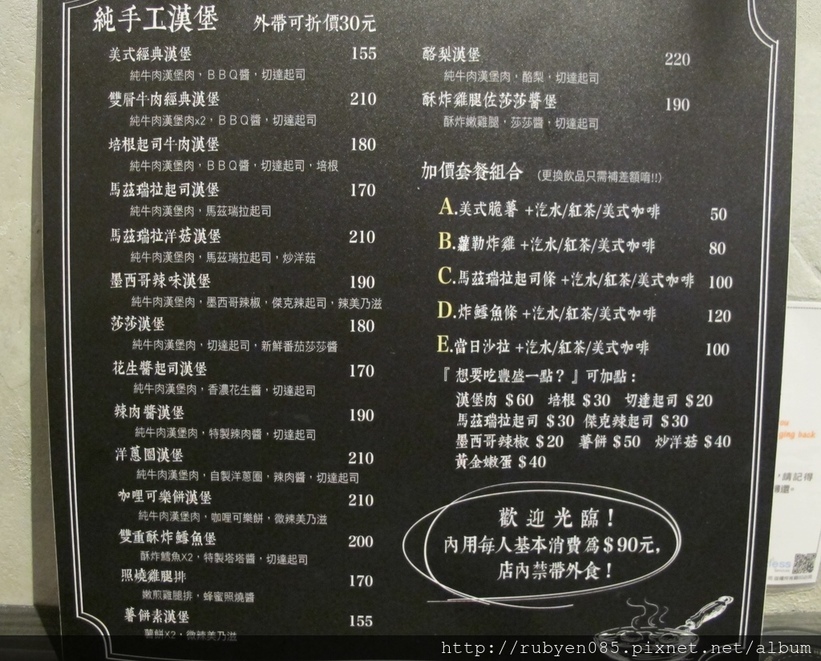 純手工漢堡 外帶可折價30元
美式經典漢堡 155
純牛肉漢堡肉，BBQ醬，切達起司
雙層牛肉經典漢堡 210
純牛肉漢堡肉x2，BBQ醬，切達起司
培根起司牛肉漢堡 180
純牛肉漢堡肉，BBQ醬，切達起司，培根
馬茲瑞拉起司漢堡 170
純牛肉漢堡肉，馬茲瑞拉起司
馬茲瑞拉洋菇漢堡 210
純牛肉漢堡肉，馬茲瑞拉起司，炒洋菇
墨西哥辣味漢堡 190
純牛肉漢堡肉，墨西哥辣椒，傑克辣起司，辣美乃滋
莎莎漢堡 180
純牛肉漢堡肉，切達起司，新鮮番茄莎莎醬
花生醬起司漢堡 170
純牛肉漢堡肉，香濃花生醬，切達起司
辣肉醬漢堡 190
純牛肉漢堡肉，特製辣肉醬，切達起司
洋蔥圈漢堡 210
純牛肉漢堡肉，自製洋蔥圈，辣肉醬，切達起司
咖哩可樂餅漢堡 210
純牛肉漢堡肉，咖哩可樂餅，微辣美乃滋
雙重酥炸鱈魚堡 200
酥炸鱈魚X2，特製塔塔醬，切達起司
照燒雞腿排 170
嫩煎雞腿排，蜂蜜照燒醬
薯餅素漢堡 155
薯餅X2，微辣美乃滋
酪梨漢堡 220
純牛肉漢堡肉，酪梨，切達起司
酥炸雞腿佐莎莎醬堡 190
酥炸嫩雞腿，莎莎醬，切達起司
加價套餐組合 (更換飲品只需補差額唷!!)
A.美式脆薯 +汽水/紅茶/美式咖啡 50
B.蘿勒炸雞 +汽水/紅茶/美式咖啡 80
C.馬茲瑞拉起司條 +汽水/紅茶/美式咖啡 100
D.炸鱈魚條 +汽水/紅茶/美式咖啡 120
E.當日沙拉 +汽水/紅茶/美式咖啡 100
『 想要吃豐盛一點？』可加點：
漢堡肉 $60 培根 $30 切達起司 $20
馬茲瑞拉起司 $30 傑克辣起司 $30
墨西哥辣椒 $20 薯餅 $50 炒洋菇 $40
黃金嫩蛋 $40
歡迎光臨！
內用每人基本消費為$90元，
店內禁帶外食！
ging back
，請記得
http://rubyen085.pixnet.net/album